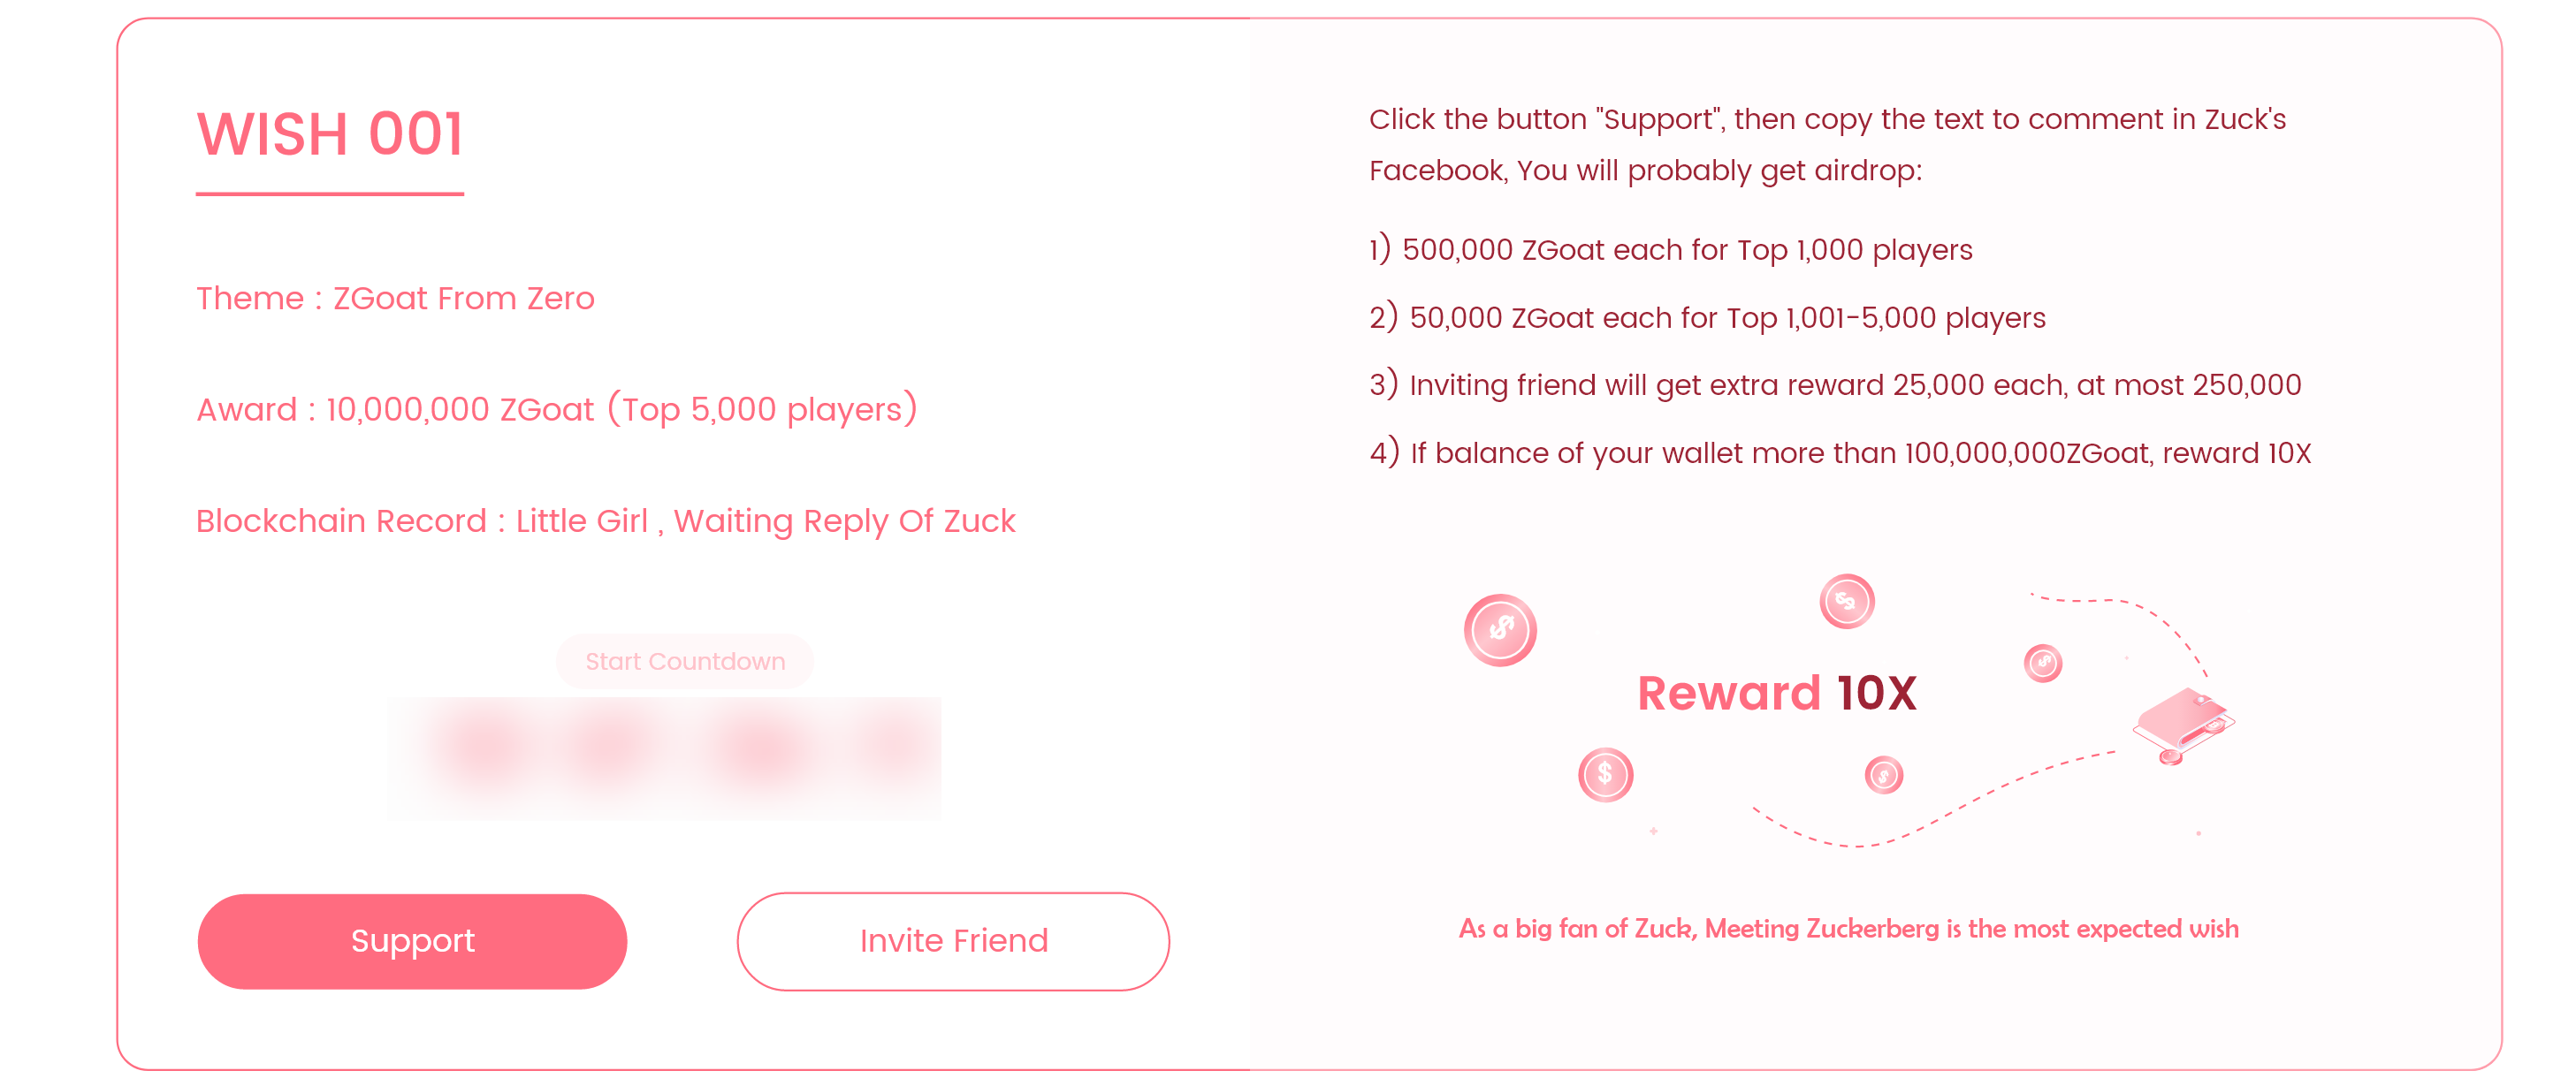 WISH 001
Theme : ZGoat From Zero
Award : 10,000,000 ZGoat (Top 5,000 players)
Blockchain Record : Little Girl , Waiting Reply Of Zuck
Start Countdown
Support
Invite Friend
Click the button "Support", then copy the text to comment in Zuck's
Facebook, You will probably get airdrop:
1) 500,000 ZGoat each for Top 1,000 players
2) 50,000 ZGoat each for Top 1,001-5,000 players
3) Inviting friend will get extra reward 25,000 each, at most 250,000
4) If balance of your wallet more than 100,000,000ZGoat, reward 10X
Reward 10X
As a big fan of Zuck, Meeting Zuckerberg is the most expected wish